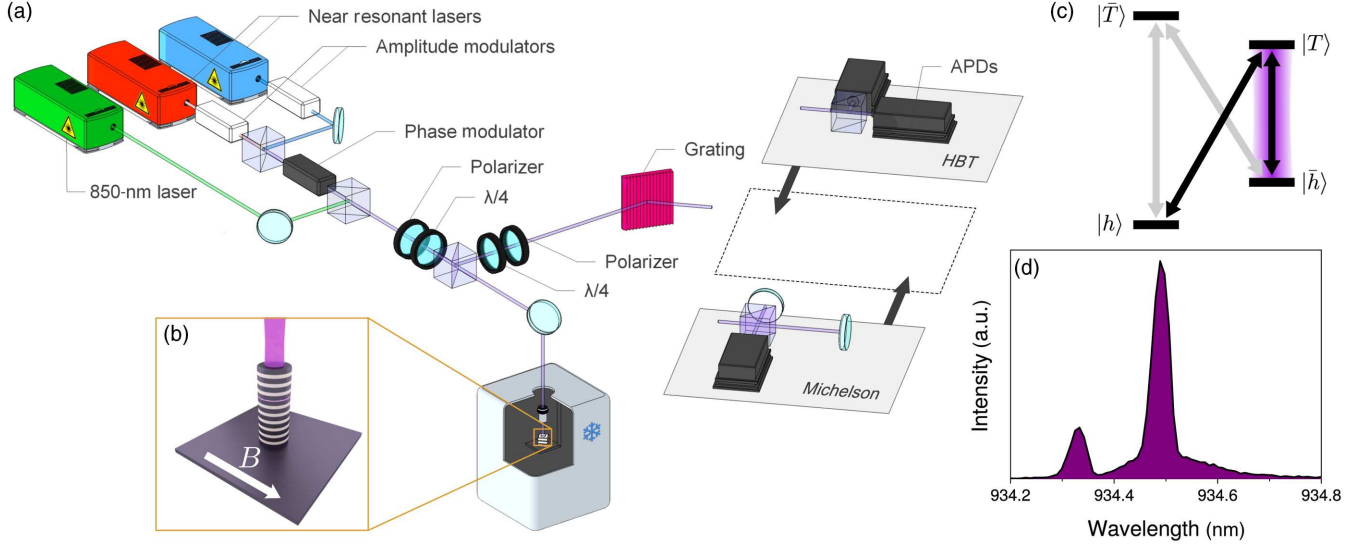 (a)
Near resonant lasers
Amplitude modulators
Phase modulator
850-nm laser
Polarizer
λ/4
Grating
Polarizer
λ/4
APDs
HBT
Michelson
(b)
B
(c)
|T̄⟩
|T⟩
|h̄⟩
|h⟩
(d)
Intensity (a.u.)
934.2 934.4 934.6 934.8
Wavelength (nm)